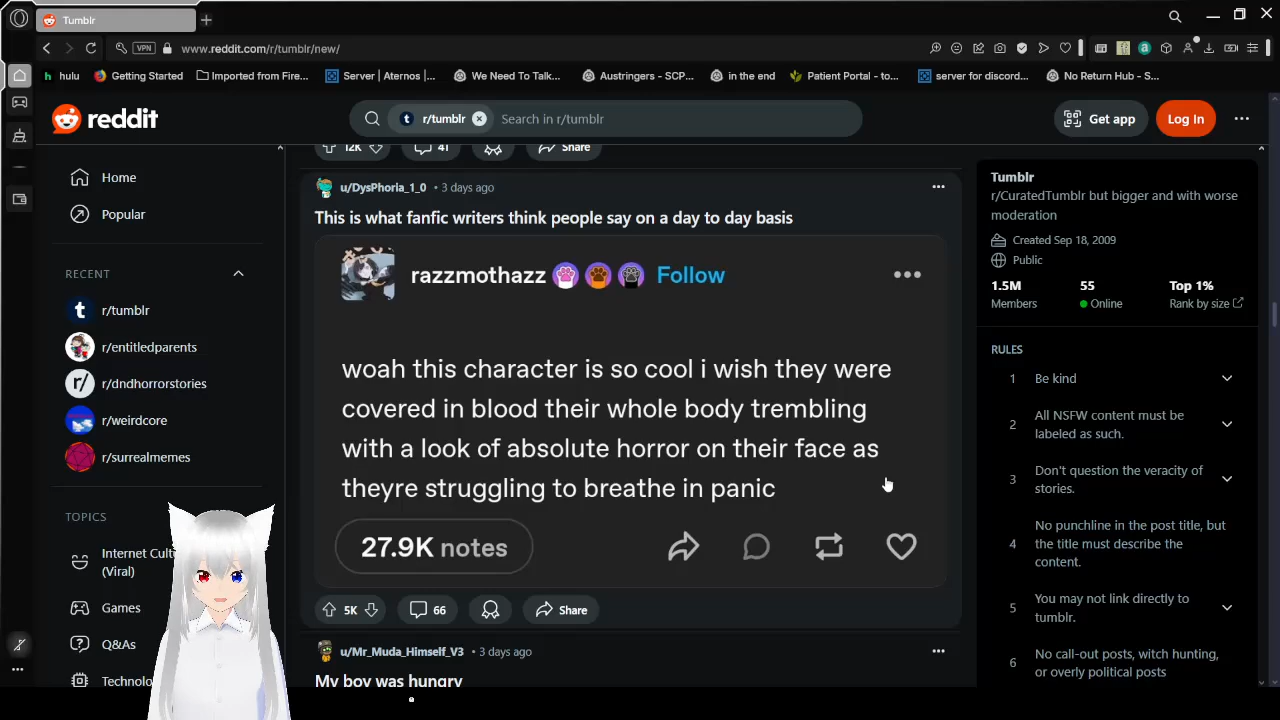 Tumblr
VPN
www.reddit.com/r/tumblr/new/
hulu
Getting Started
Imported from Fire...
Server | Aternos |...
We Need To Talk...
Austringers - SCP...
in the end
Patient Portal - to...
server for discord...
No Return Hub - S...
reddit
r/tumblr
Search in r/tumblr
Get app
Log In
12K
41
Share
Home
Popular
RECENT
r/tumblr
r/entitledparents
r/dndhorrorstories
r/weirdcore
r/surrealmemes
TOPICS
Internet Cult
(Viral)
Games
Q&As
Technolo
u/DysPhoria_1_0 • 3 days ago
This is what fanfic writers think people say on a day to day basis
razzmothazz Follow
woah this character is so cool i wish they were
covered in blood their whole body trembling
with a look of absolute horror on their face as
theyre struggling to breathe in panic
27.9K notes
5K
66
Share
u/Mr_Muda_Himself_V3 • 3 days ago
My boy was hungry
Tumblr
r/CuratedTumblr but bigger and with worse
moderation
Created Sep 18, 2009
Public
1.5M
Members
55
Online
Top 1%
Rank by size
RULES
1 Be kind
2 All NSFW content must be
labeled as such.
3 Don't question the veracity of
stories.
4 No punchline in the post title, but
the title must describe the
content.
5 You may not link directly to
tumblr.
6 No call-out posts, witch hunting,
or overly political posts